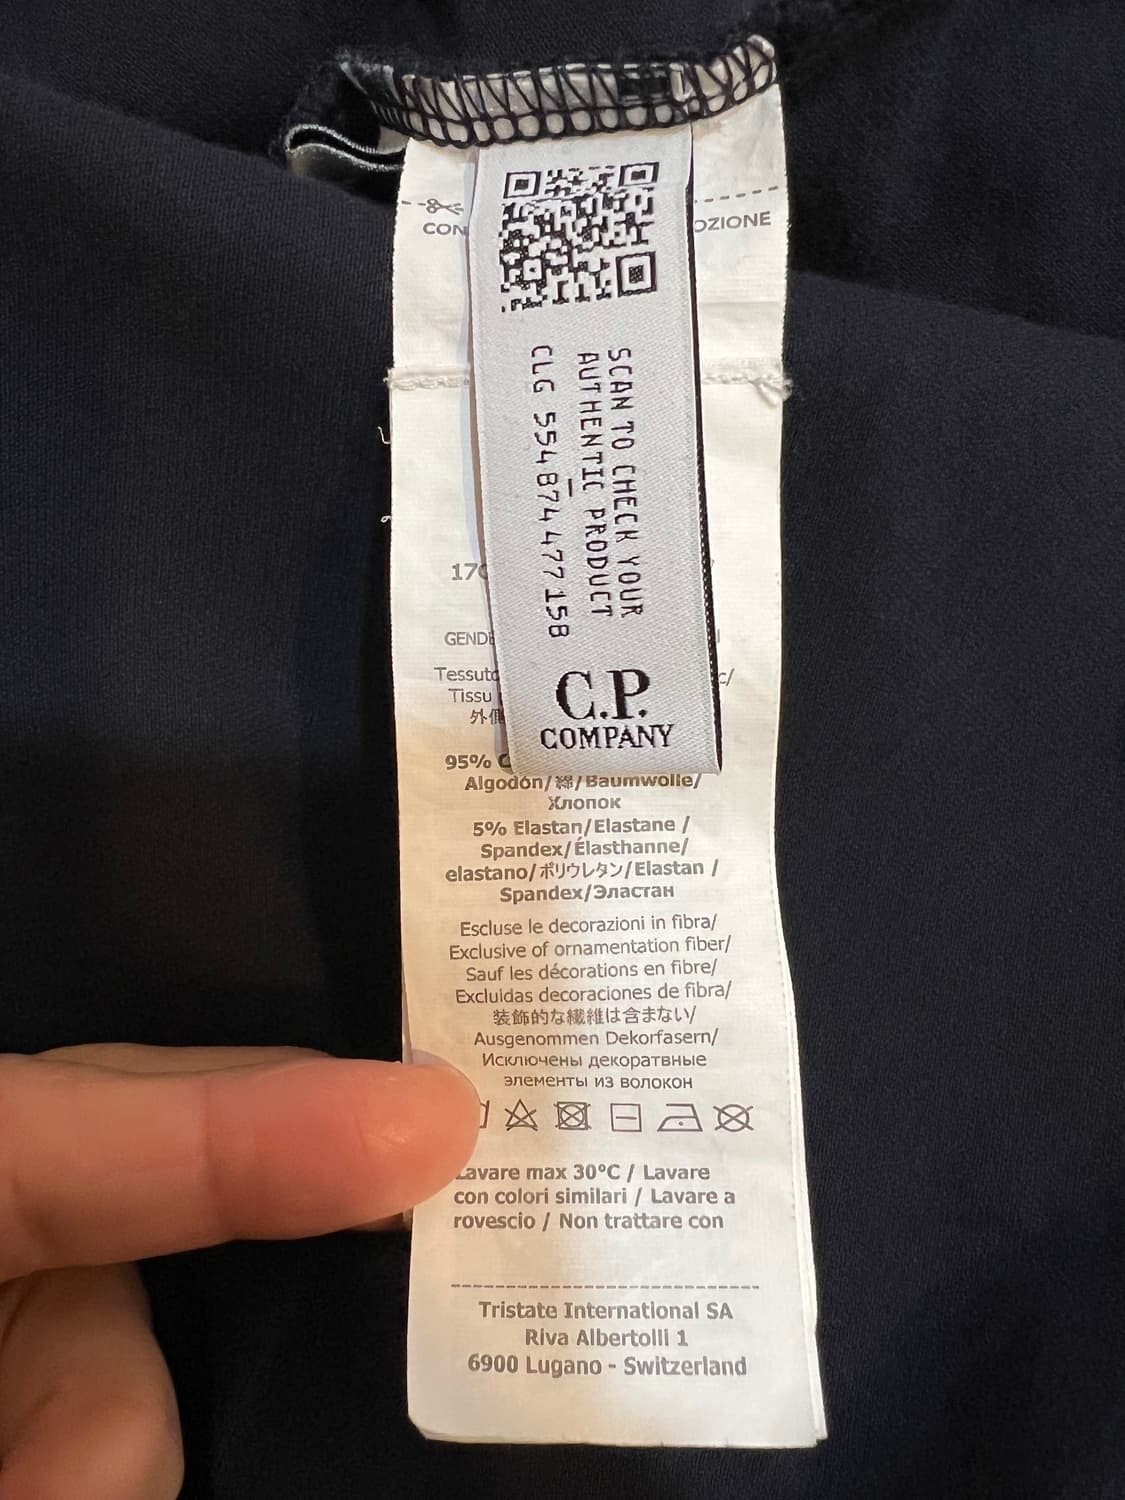 SCAN TO CHECK YOUR
AUTHENTIC PRODUCT
CLG 554874477158
C.P.
COMPANY
95%
Algodón/綿/Baumwolle/
Хлопок
5% Elastan/Elastane /
Spandex/Élasthanne/
elastano/ポリウレタン/Elastan /
Spandex/Эластан
Escluse le decorazioni in fibra/
Exclusive of ornamentation fiber/
Sauf les décorations en fibre/
Excluidas decoraciones de fibra/
装飾的な繊維は含まない/
Ausgenommen Dekorfasern/
Исключены декоратвные
элементы из волокон
Lavare max 30°C / Lavare
con colori similari / Lavare a
rovescio / Non trattare con
Tristate International SA
Riva Albertolli 1
6900 Lugano - Switzerland